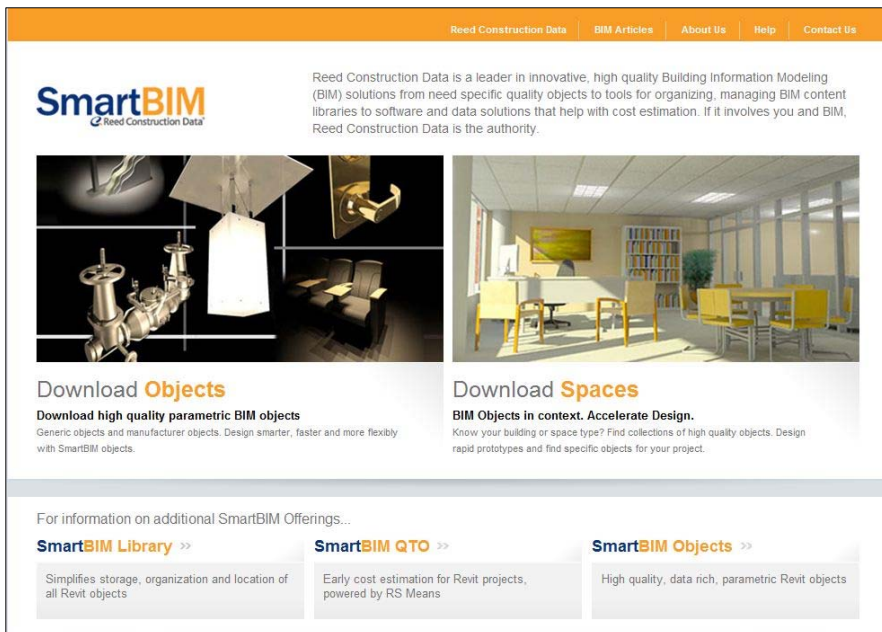 Reed Construction Data
BIM Articles
About Us
Help
Contact Us
SmartBIM
Reed Construction Data
Reed Construction Data is a leader in innovative, high quality Building Information Modeling
(BIM) solutions from need specific quality objects to tools for organizing, managing BIM content
libraries to software and data solutions that help with cost estimation. If it involves you and BIM,
Reed Construction Data is the authority.
Download Objects
Download high quality parametric BIM objects
Generic objects and manufacturer objects. Design smarter, faster and more flexibly
with SmartBIM objects.
Download Spaces
BIM Objects in context. Accelerate Design.
Know your building or space type? Find collections of high quality objects. Design
rapid prototypes and find specific objects for your project.
For information on additional SmartBIM Offerings...
SmartBIM Library »
Simplifies storage, organization and location of
all Revit objects
SmartBIM QTO »
Early cost estimation for Revit projects,
powered by RS Means
SmartBIM Objects »
High quality, data rich, parametric Revit objects